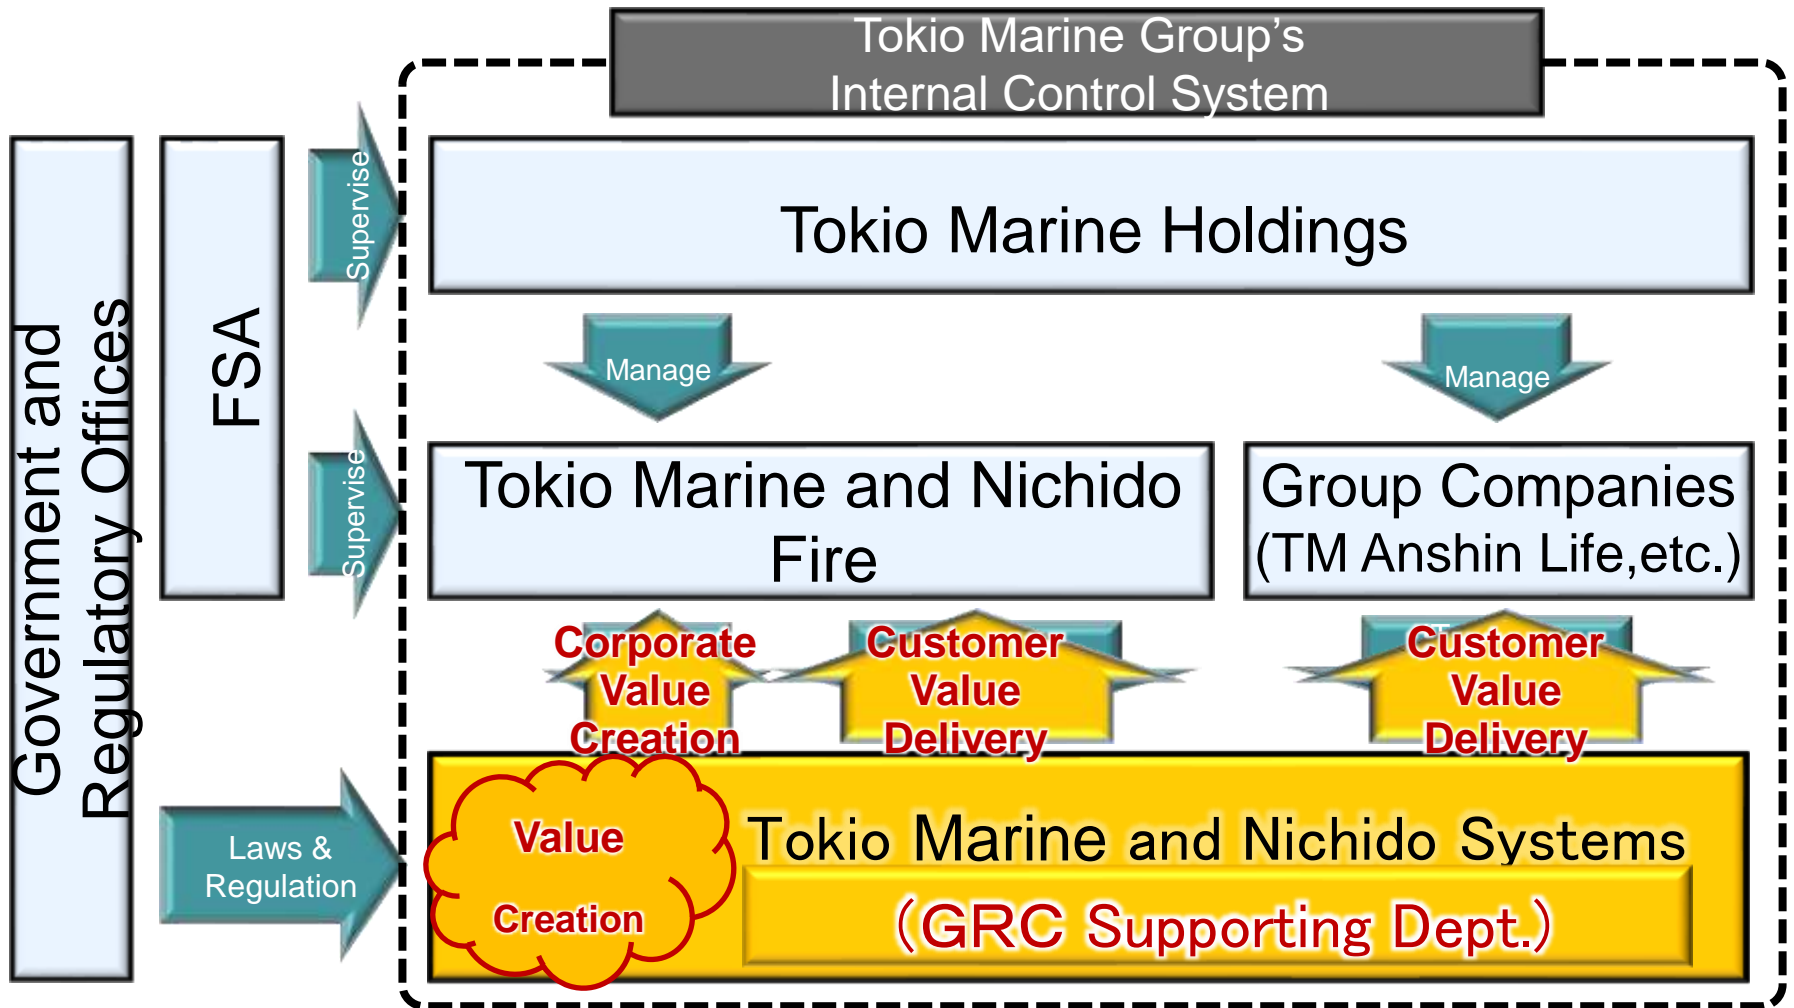 Tokio Marine Group’s
Internal Control System
Government and
Regulatory Offices
FSA
Supervise
Tokio Marine Holdings
Manage
Manage
Supervise
Tokio Marine and Nichido
Fire
Group Companies
(TM Anshin Life,etc.)
Corporate
Value
Creation
Customer
Value
Delivery
Customer
Value
Delivery
Laws &
Regulation
Value
Creation
Tokio Marine and Nichido Systems
(GRC Supporting Dept.)